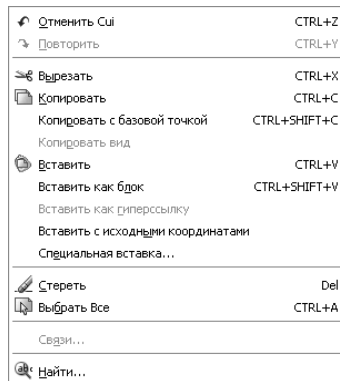 Отменить Cui CTRL+Z
Повторить CTRL+Y
Вырезать CTRL+X
Копировать CTRL+C
Копировать с базовой точкой CTRL+SHIFT+C
Копировать вид
Вставить CTRL+V
Вставить как блок CTRL+SHIFT+V
Вставить как гиперссылку
Вставить с исходными координатами
Специальная вставка...
Стереть Del
Выбрать Все CTRL+A
Связи...
Найти...